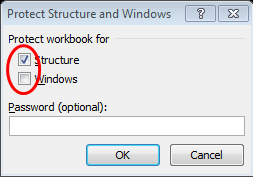 Protect Structure and Windows
Protect workbook for
Structure
Windows
Password (optional):
OK
Cancel